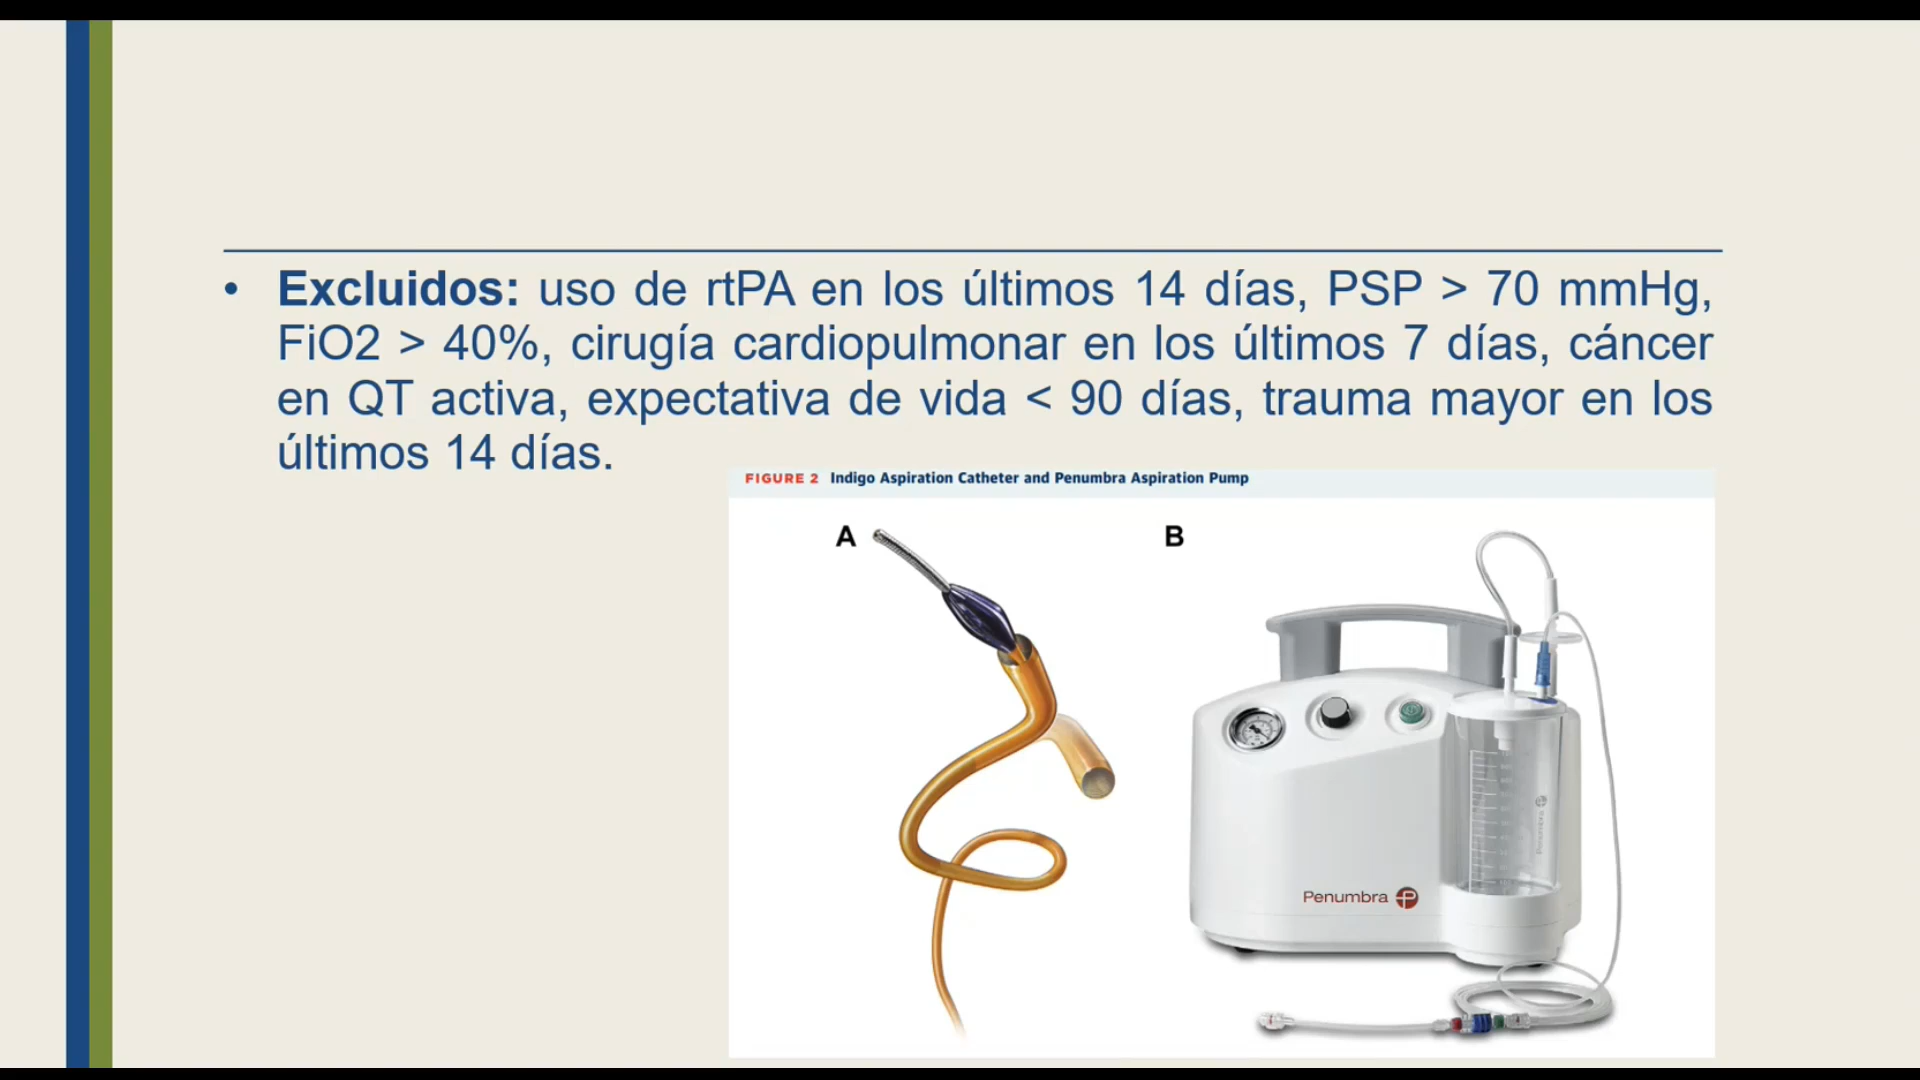 • Excluidos: uso de rtPA en los últimos 14 días, PSP > 70 mmHg,
FiO2 > 40%, cirugía cardiopulmonar en los últimos 7 días, cáncer
en QT activa, expectativa de vida < 90 días, trauma mayor en los
últimos 14 días.
FIGURE 2 Indigo Aspiration Catheter and Penumbra Aspiration Pump
A
B
Penumbra
Penumbra